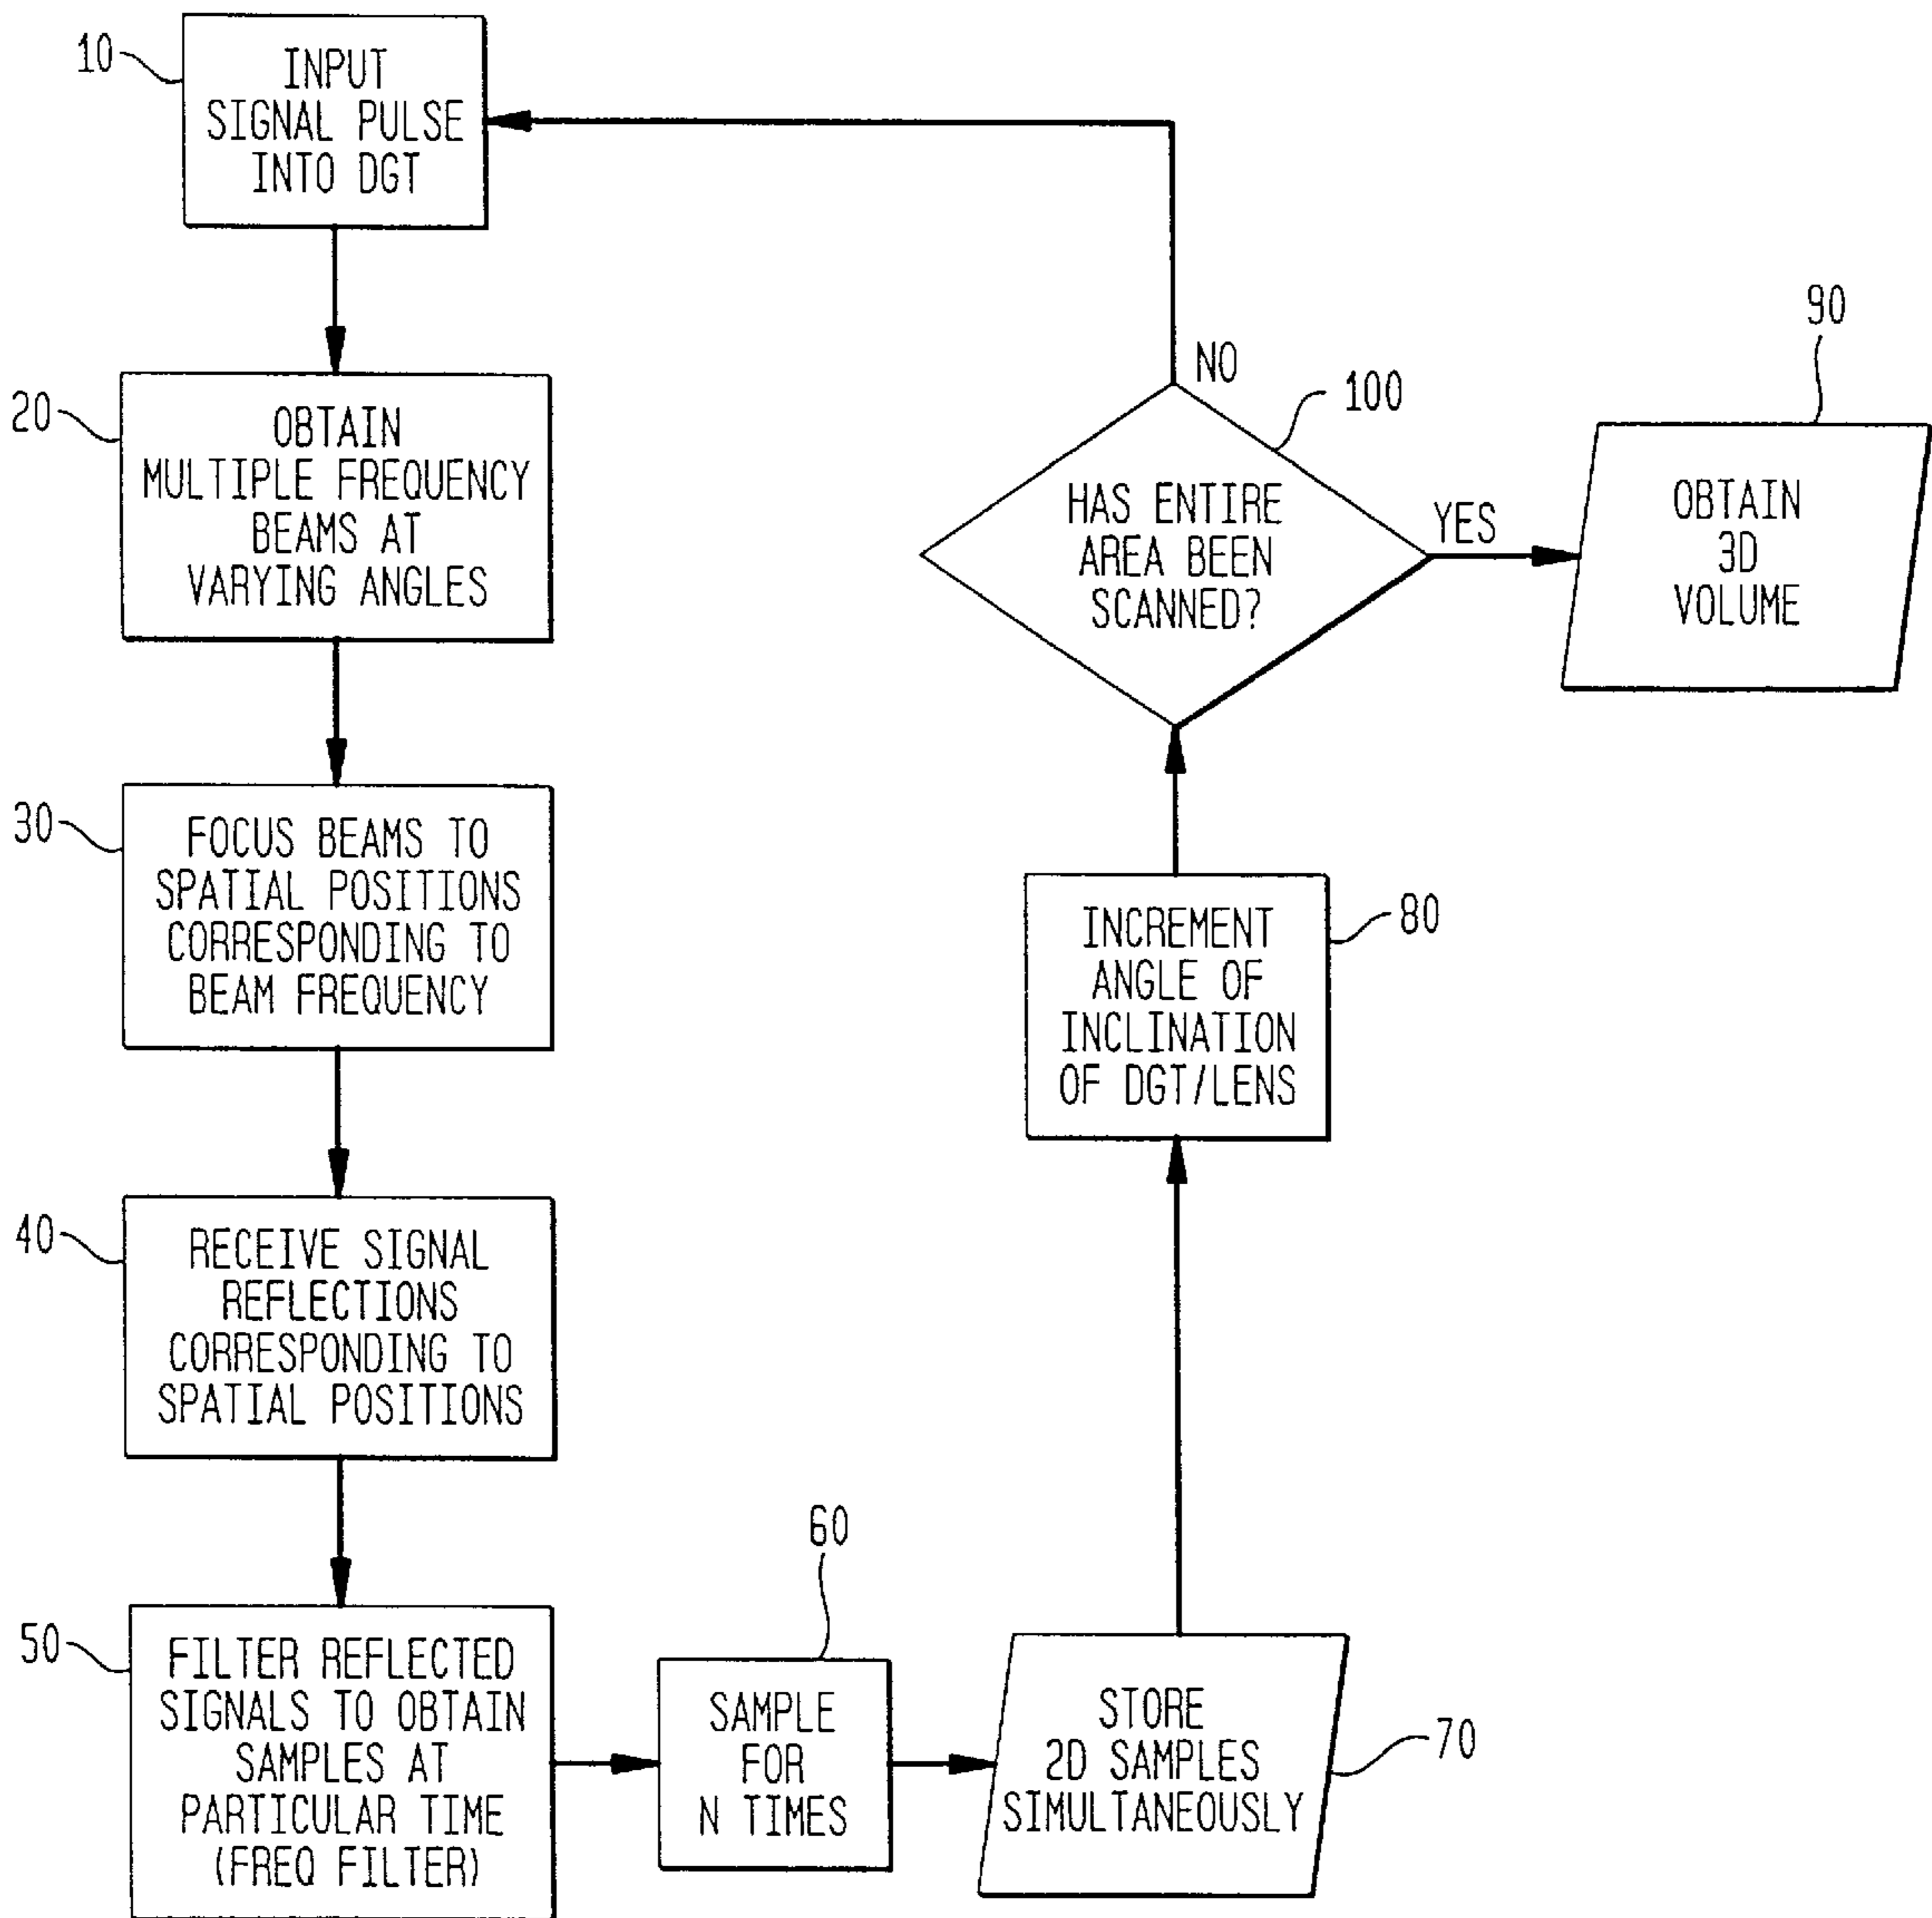 10
INPUT
SIGNAL PULSE
INTO DGT
20
OBTAIN
MULTIPLE FREQUENCY
BEAMS AT
VARYING ANGLES
30
FOCUS BEAMS TO
SPATIAL POSITIONS
CORRESPONDING TO
BEAM FREQUENCY
40
RECEIVE SIGNAL
REFLECTIONS
CORRESPONDING TO
SPATIAL POSITIONS
50
FILTER REFLECTED
SIGNALS TO OBTAIN
SAMPLES AT
PARTICULAR TIME
(FREQ FILTER)
60
SAMPLE
FOR
N TIMES
70
STORE
2D SAMPLES
SIMULTANEOUSLY
80
INCREMENT
ANGLE OF
INCLINATION
OF DGT/LENS
100
HAS ENTIRE
AREA BEEN
SCANNED?
NO
YES
90
OBTAIN
3D
VOLUME